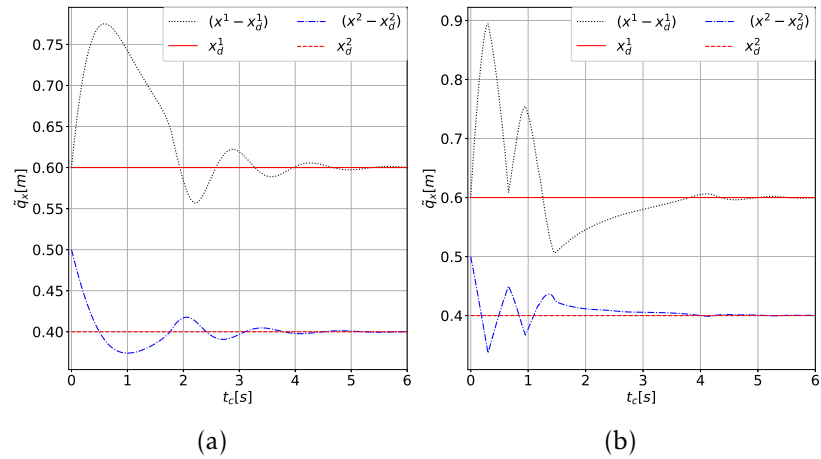 (x^1 − x_d^1) (x^2 − x_d^2)
x_d^1 x_d^2
0.75
0.70
0.65
0.60
0.55
0.50
0.45
0.40
q̃_x[m]
0 1 2 3 4 5 6
t_c[s]
(a)
(x^1 − x_d^1) (x^2 − x_d^2)
x_d^1 x_d^2
0.9
0.8
0.7
0.6
0.5
0.4
q̃_x[m]
0 1 2 3 4 5 6
t_c[s]
(b)